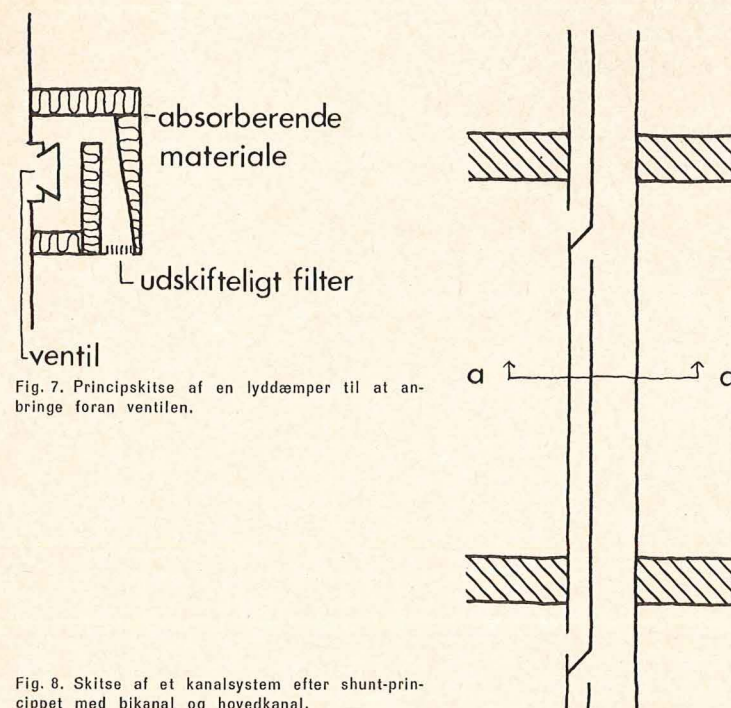 absorberende
materiale
udskifteligt filter
ventil
Fig. 7. Principskitse af en lyddæmper til at an-
bringe foran ventilen.
a
Fig. 8. Skitse af et kanalsystem efter shunt-prin-
cippet med bikanal og hovedkanal.